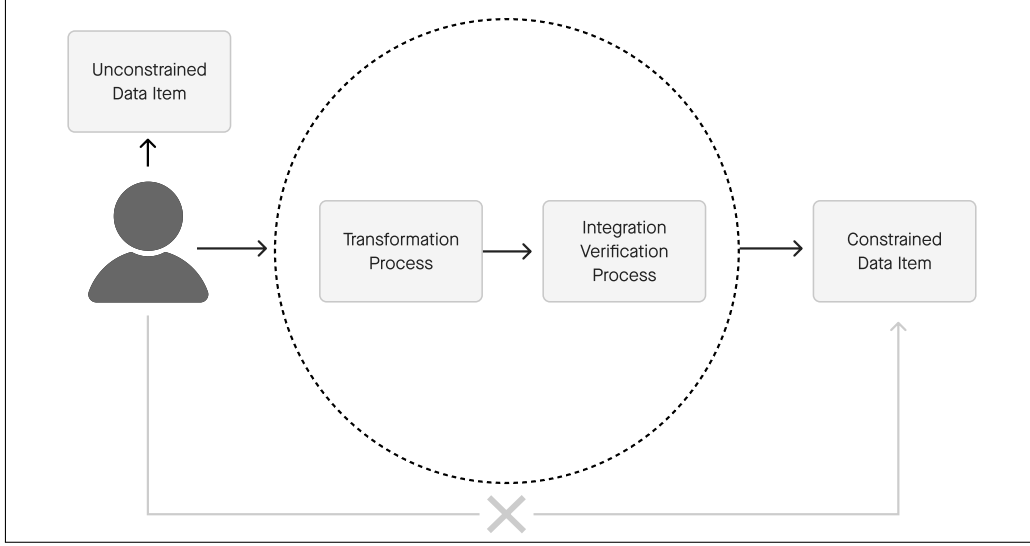 Unconstrained
Data Item
Transformation
Process
Integration
Verification
Process
Constrained
Data Item